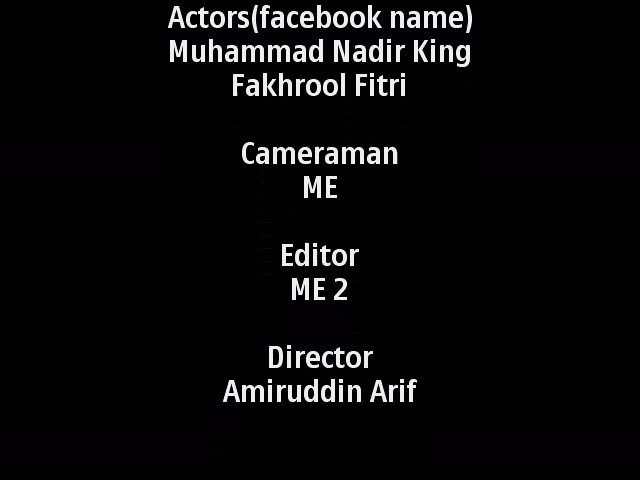 Actors(facebook name)
Muhammad Nadir King
Fakhrool Fitri
Cameraman
ME
Editor
ME 2
Director
Amiruddin Arif